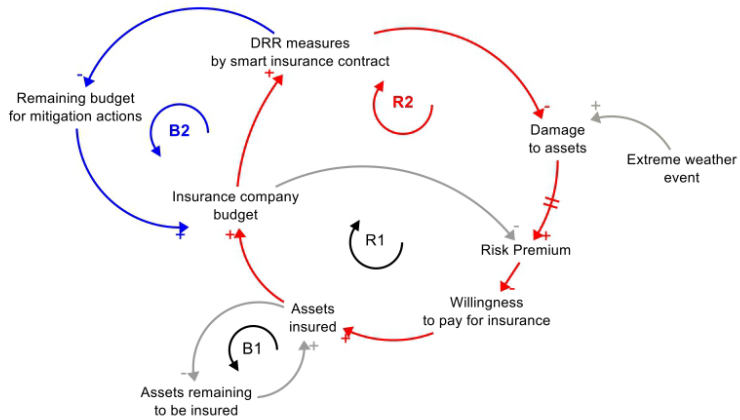 DRR measures
by smart insurance contract
+
-
Remaining budget
for mitigation actions
B2
R2
-
+
Damage
to assets
Extreme weather
event
Insurance company
budget
+
+
R1
-
+
Risk Premium
-
Willingness
to pay for insurance
Assets
insured
+
B1
+
-
Assets remaining
to be insured